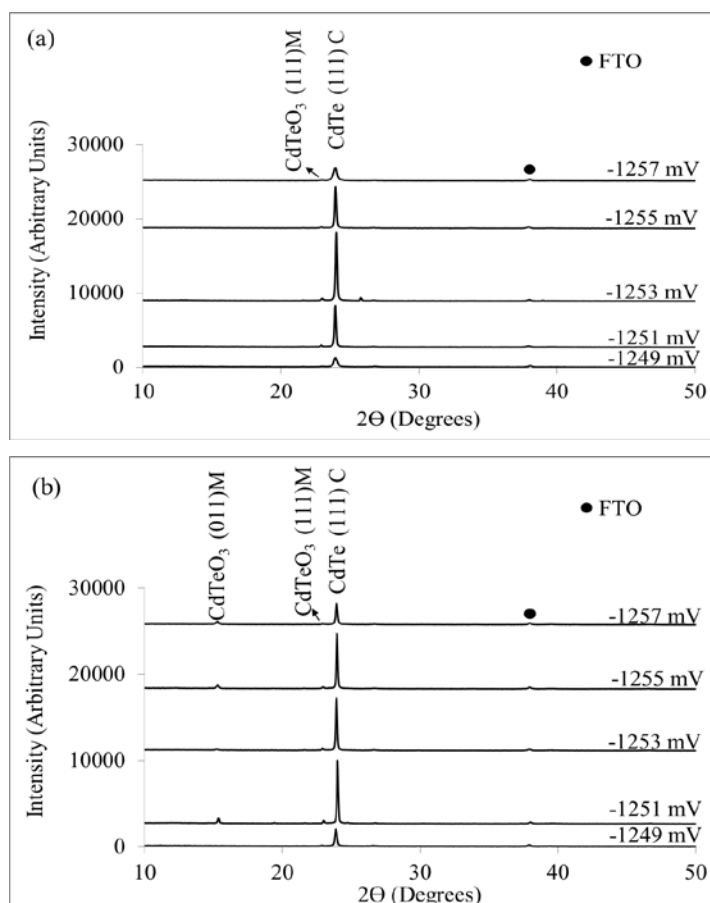 (a)
● FTO
CdTeO₃ (111)M
CdTe (111) C
30000
20000
10000
0
Intensity (Arbitrary Units)
-1257 mV
-1255 mV
-1253 mV
-1251 mV
-1249 mV
10 20 30 40 50
2Ө (Degrees)
(b)
● FTO
CdTeO₃ (011)M
CdTeO₃ (111)M
CdTe (111) C
30000
20000
10000
0
Intensity (Arbitrary Units)
-1257 mV
-1255 mV
-1253 mV
-1251 mV
-1249 mV
10 20 30 40 50
2Ө (Degrees)